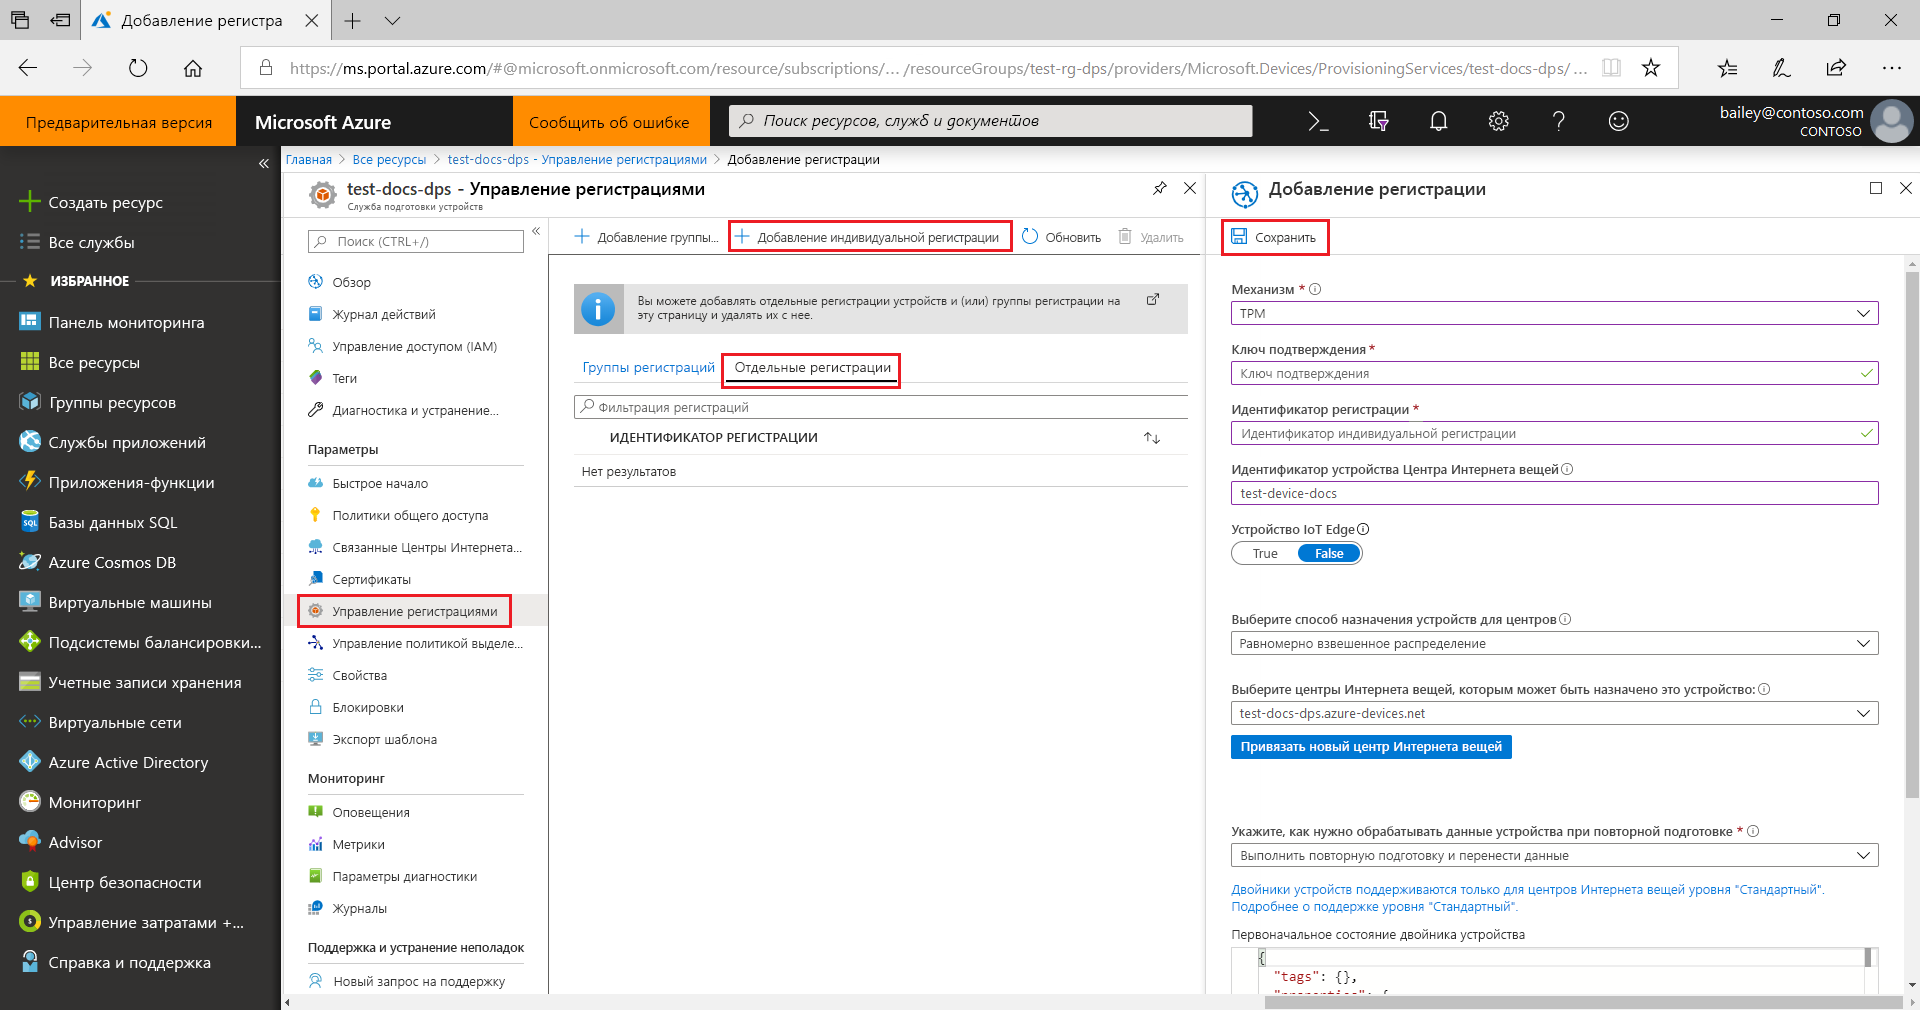 Добавление регистра
https://ms.portal.azure.com/#@microsoft.onmicrosoft.com/resource/subscriptions/... /resourceGroups/test-rg-dps/providers/Microsoft.Devices/ProvisioningServices/test-docs-dps/ ...
Предварительная версия
Microsoft Azure
Сообщить об ошибке
Поиск ресурсов, служб и документов
bailey@contoso.com
CONTOSO
Создать ресурс
Все службы
ИЗБРАННОЕ
Панель мониторинга
Все ресурсы
Группы ресурсов
Службы приложений
Приложения-функции
Базы данных SQL
Azure Cosmos DB
Виртуальные машины
Подсистемы балансировки...
Учетные записи хранения
Виртуальные сети
Azure Active Directory
Мониторинг
Advisor
Центр безопасности
Управление затратами +...
Справка и поддержка
Главная > Все ресурсы > test-docs-dps - Управление регистрациями > Добавление регистрации
test-docs-dps - Управление регистрациями
Служба подготовки устройств
Поиск (CTRL+/)
Обзор
Журнал действий
Управление доступом (IAM)
Теги
Диагностика и устранение...
Параметры
Быстрое начало
Политики общего доступа
Связанные Центры Интернета...
Сертификаты
Управление регистрациями
Управление политикой выделе...
Свойства
Блокировки
Экспорт шаблона
Мониторинг
Оповещения
Метрики
Параметры диагностики
Журналы
Поддержка и устранение неполадок
Новый запрос на поддержку
Добавление группы...
Добавление индивидуальной регистрации
Обновить
Удалить
Вы можете добавлять отдельные регистрации устройств и (или) группы регистрации на
эту страницу и удалять их с нее.
Группы регистраций
Отдельные регистрации
Фильтрация регистраций
ИДЕНТИФИКАТОР РЕГИСТРАЦИИ
Нет результатов
Добавление регистрации
Сохранить
Механизм *
TPM
Ключ подтверждения *
Ключ подтверждения
Идентификатор регистрации *
Идентификатор индивидуальной регистрации
Идентификатор устройства Центра Интернета вещей
test-device-docs
Устройство IoT Edge
True False
Выберите способ назначения устройств для центров
Равномерно взвешенное распределение
Выберите центры Интернета вещей, которым может быть назначено это устройство:
test-docs-dps.azure-devices.net
Привязать новый центр Интернета вещей
Укажите, как нужно обрабатывать данные устройства при повторной подготовке *
Выполнить повторную подготовку и перенести данные
Двойники устройств поддерживаются только для центров Интернета вещей уровня "Стандартный".
Подробнее о поддержке уровня "Стандартный".
Первоначальное состояние двойника устройства
{
"tags": {},
"properties": {